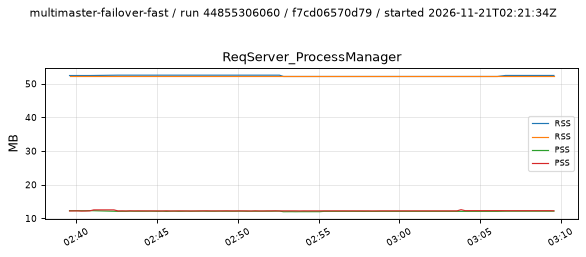 multimaster-failover-fast / run 44855306060 / f7cd06570d79 / started 2026-11-21T02:21:34Z
ReqServer_ProcessManager
MB
50
40
30
20
10
RSS
RSS
PSS
PSS
02:40
02:45
02:50
02:55
03:00
03:05
03:10